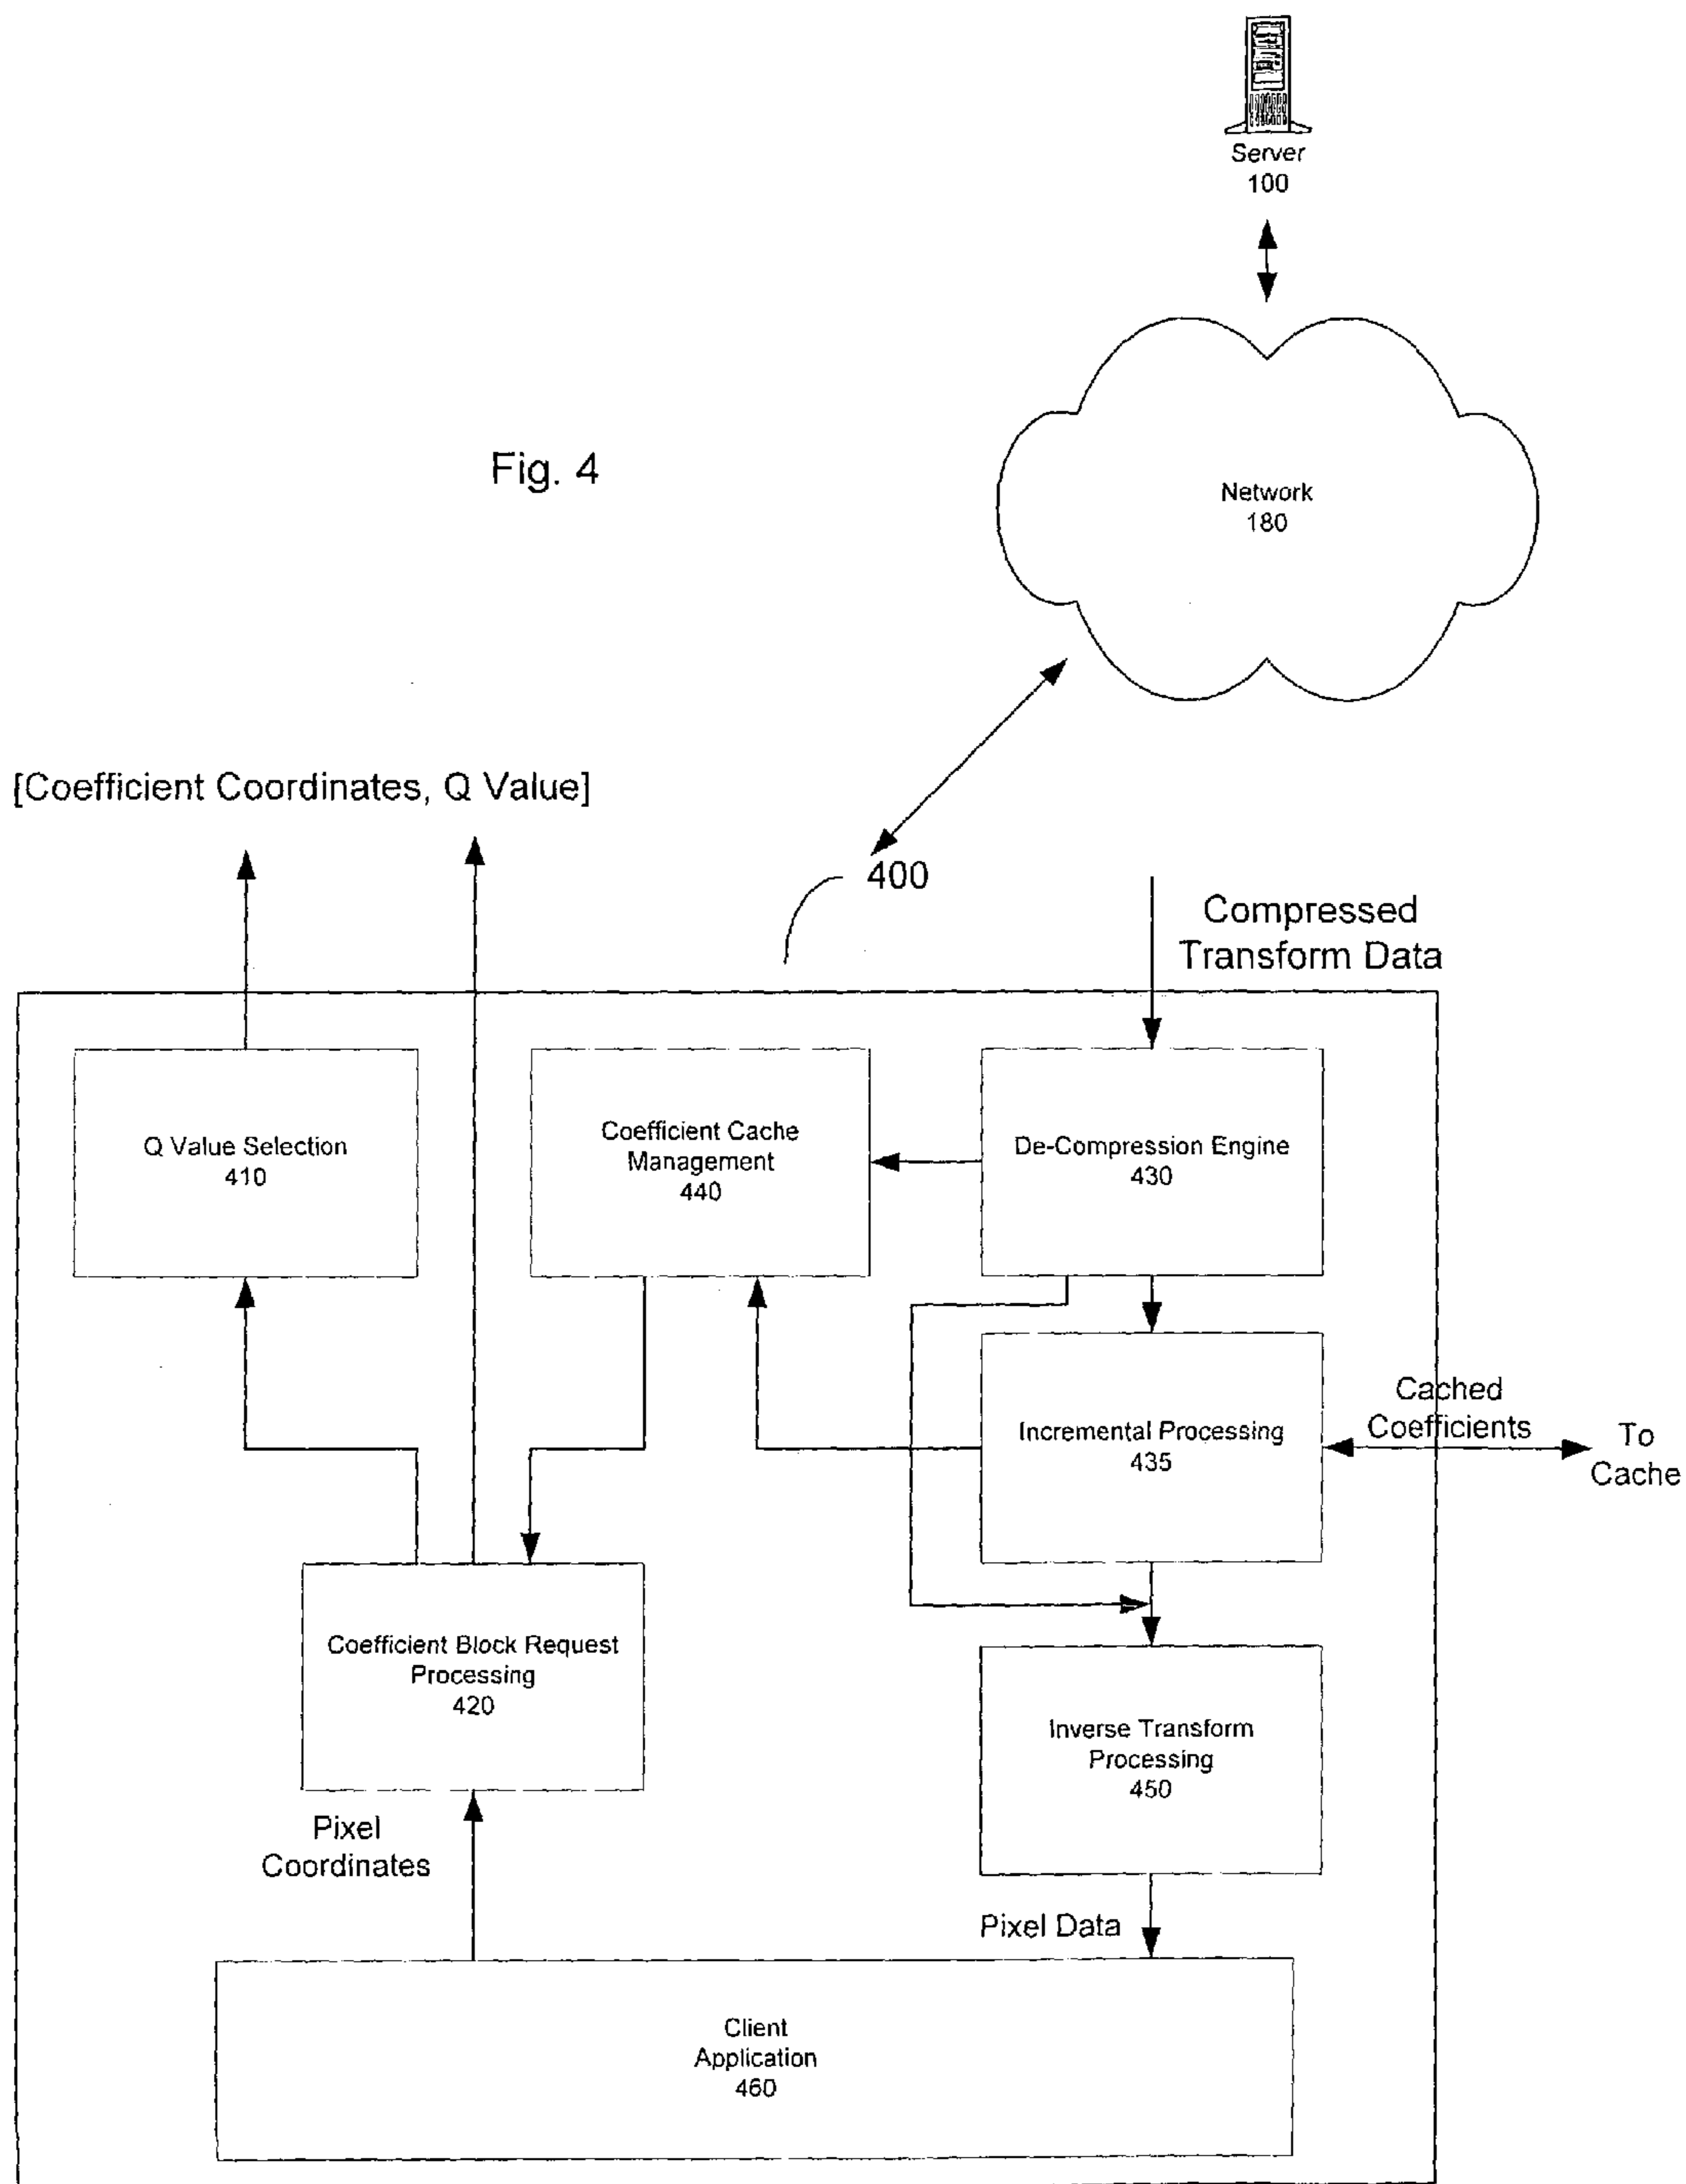 Server
100
Fig. 4
Network
180
[Coefficient Coordinates, Q Value]
400
Compressed
Transform Data
Q Value Selection
410
Coefficient Cache
Management
440
De-Compression Engine
430
Incremental Processing
435
Cached
Coefficients
To
Cache
Coefficient Block Request
Processing
420
Inverse Transform
Processing
450
Pixel
Coordinates
Pixel Data
Client
Application
460